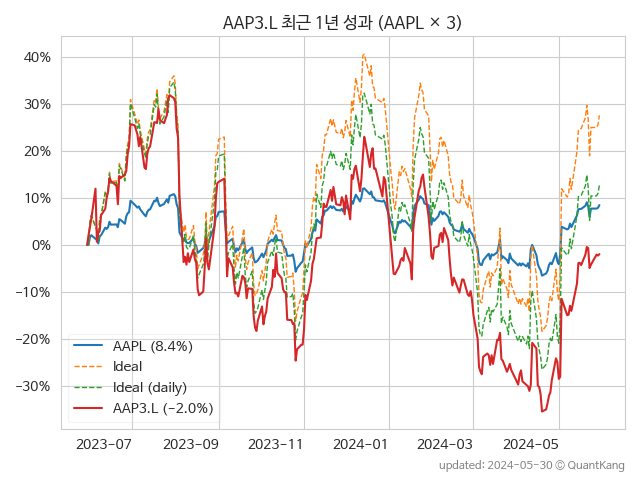 AAP3.L 최근 1년 성과 (AAPL × 3)
40%
30%
20%
10%
0%
−10%
−20%
−30%
AAPL (8.4%)
Ideal
Ideal (daily)
AAP3.L (−2.0%)
2023-07 2023-09 2023-11 2024-01 2024-03 2024-05
updated: 2024-05-30 © QuantKang